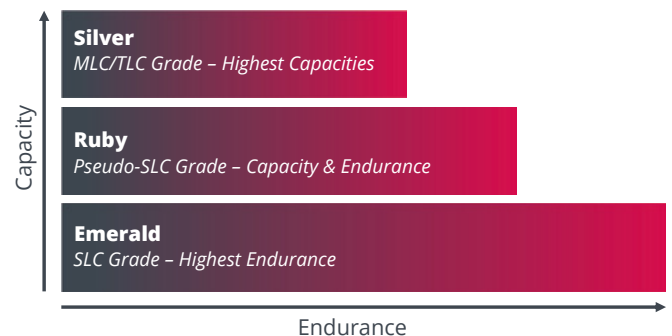 Capacity
Silver
MLC/TLC Grade – Highest Capacities
Ruby
Pseudo-SLC Grade – Capacity & Endurance
Emerald
SLC Grade – Highest Endurance
Endurance